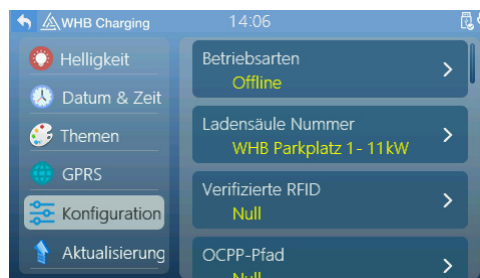 WHB Charging
14:06
Helligkeit
Datum & Zeit
Themen
GPRS
Konfiguration
Aktualisierung
Betriebsarten
Offline
Ladensäule Nummer
WHB Parkplatz 1- 11kW
Verifizierte RFID
Null
OCPP-Pfad
Null